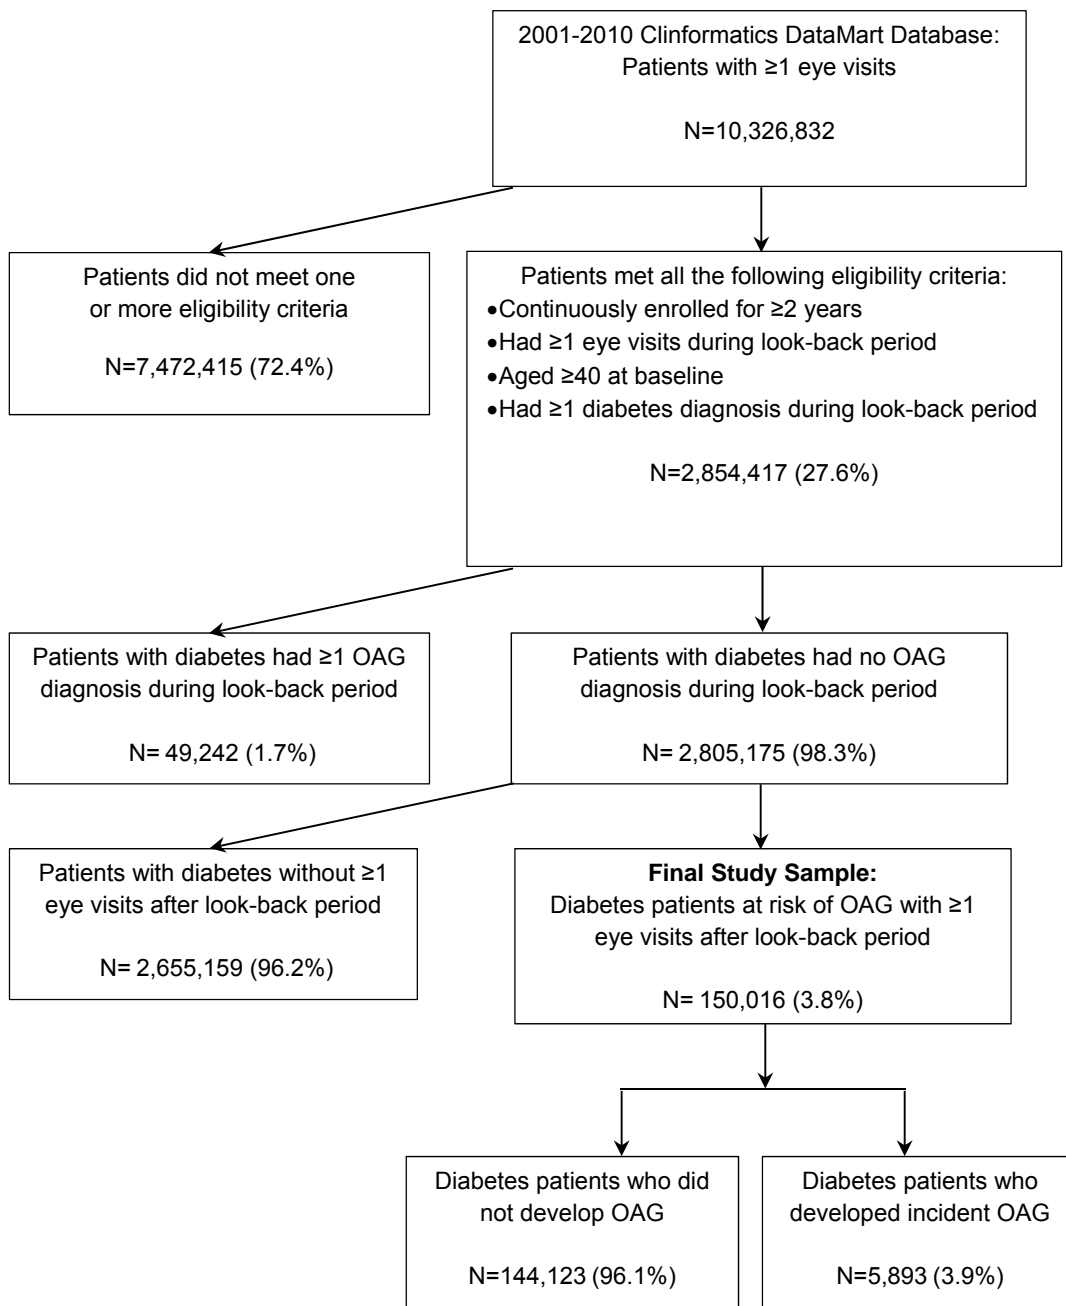 2001-2010 Clinformatics DataMart Database:
Patients with ≥1 eye visits
N=10,326,832
Patients did not meet one
or more eligibility criteria
N=7,472,415 (72.4%)
Patients met all the following eligibility criteria:
•Continuously enrolled for ≥2 years
•Had ≥1 eye visits during look-back period
•Aged ≥40 at baseline
•Had ≥1 diabetes diagnosis during look-back period
N=2,854,417 (27.6%)
Patients with diabetes had ≥1 OAG
diagnosis during look-back period
N= 49,242 (1.7%)
Patients with diabetes had no OAG
diagnosis during look-back period
N= 2,805,175 (98.3%)
Patients with diabetes without ≥1
eye visits after look-back period
N= 2,655,159 (96.2%)
Final Study Sample:
Diabetes patients at risk of OAG with ≥1
eye visits after look-back period
N= 150,016 (3.8%)
Diabetes patients who did
not develop OAG
N=144,123 (96.1%)
Diabetes patients who
developed incident OAG
N=5,893 (3.9%)